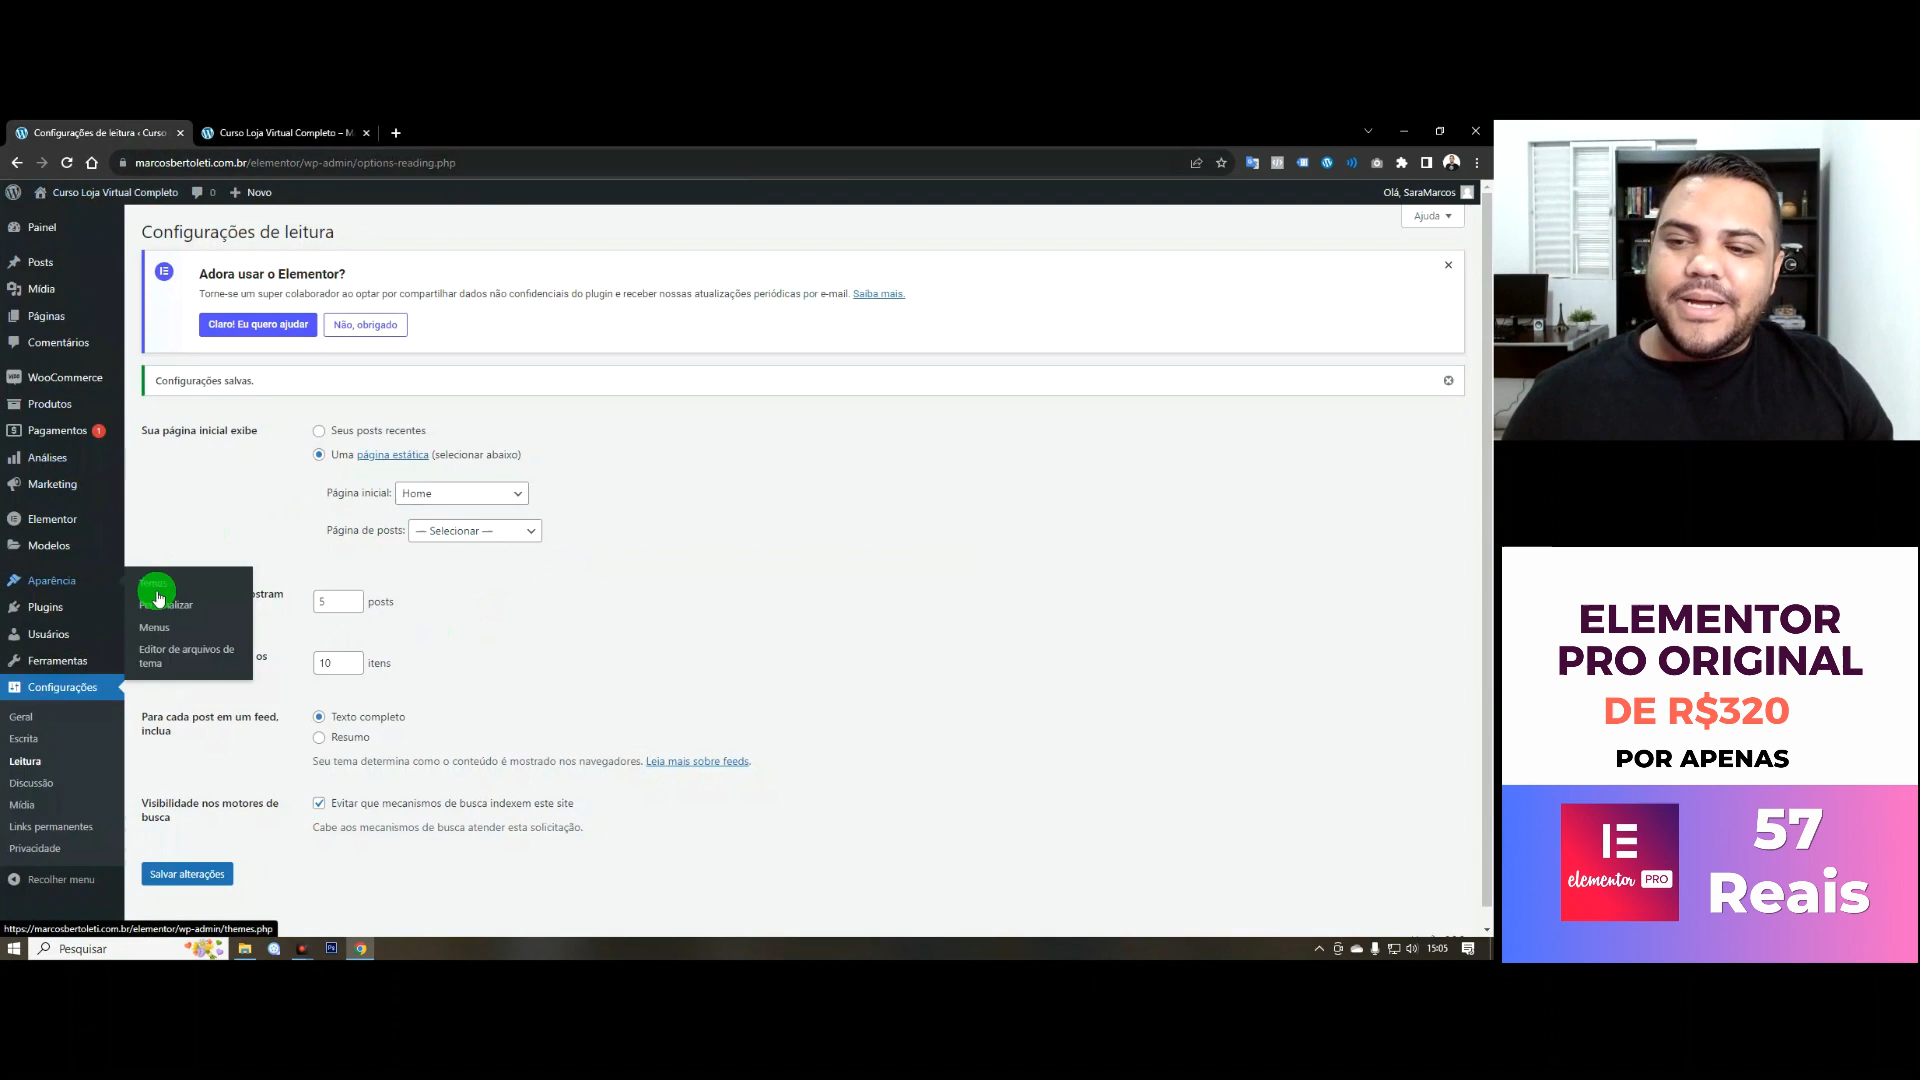 Configurações de leitura ‹ Curso
Curso Loja Virtual Completo – M
marcosbertoleti.com.br/elementor/wp-admin/options-reading.php
Curso Loja Virtual Completo
0
Novo
Olá, SaraMarcos
Ajuda
Painel
Posts
Mídia
Páginas
Comentários
WooCommerce
Produtos
Pagamentos 1
Análises
Marketing
Elementor
Modelos
Aparência
Plugins
Usuários
Ferramentas
Configurações
Geral
Escrita
Leitura
Discussão
Mídia
Links permanentes
Privacidade
Recolher menu
Temas
Menus
Editor de arquivos de
tema
Configurações de leitura
Adora usar o Elementor?
Torne-se um super colaborador ao optar por compartilhar dados não confidenciais do plugin e receber nossas atualizações periódicas por e-mail. Saiba mais.
Claro! Eu quero ajudar
Não, obrigado
Configurações salvas.
Sua página inicial exibe
Seus posts recentes
Uma página estática (selecionar abaixo)
Página inicial: Home
Página de posts: — Selecionar —
5 posts
os
10 itens
Para cada post em um feed,
inclua
Texto completo
Resumo
Seu tema determina como o conteúdo é mostrado nos navegadores. Leia mais sobre feeds.
Visibilidade nos motores de
busca
Evitar que mecanismos de busca indexem este site
Cabe aos mecanismos de busca atender esta solicitação.
Salvar alterações
https://marcosbertoleti.com.br/elementor/wp-admin/themes.php
Pesquisar
Ps
15:05
ELEMENTOR
PRO ORIGINAL
DE R$320
POR APENAS
elementor PRO
57
Reais